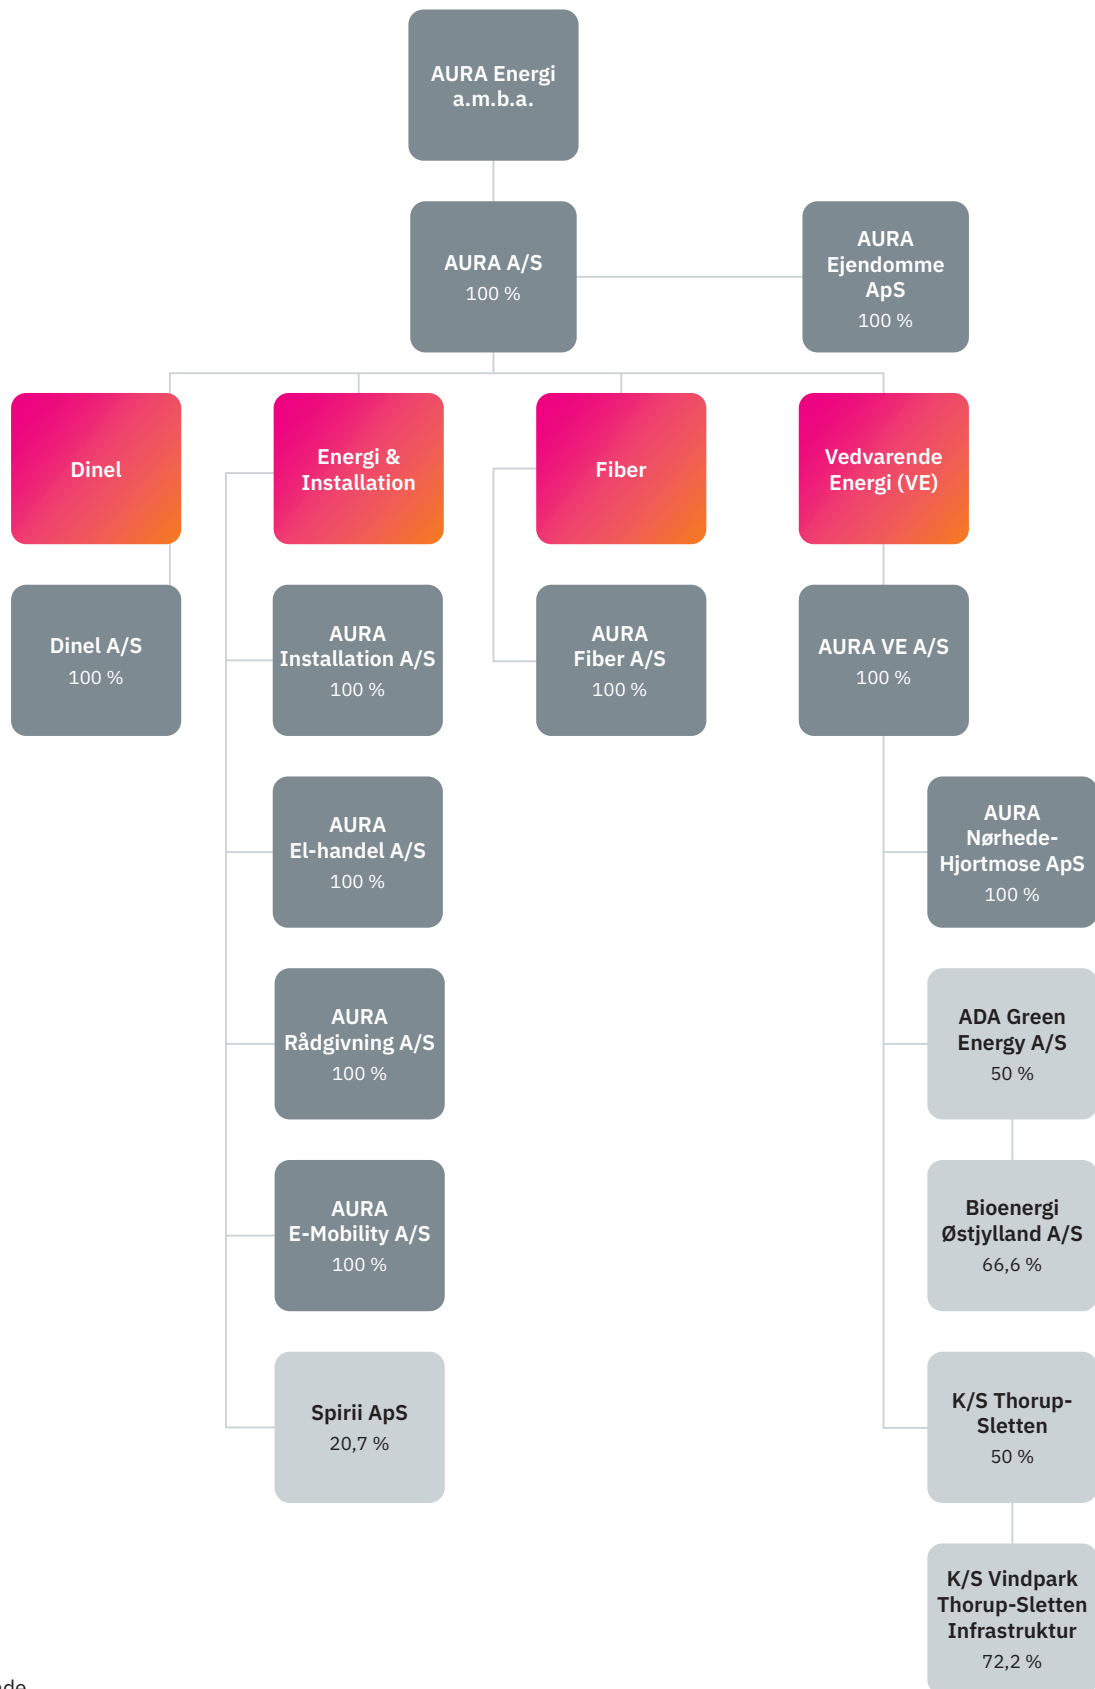 AURA Energi
a.m.b.a.
AURA A/S
100 %
AURA
Ejendomme
ApS
100 %
Dinel
Energi &
Installation
Fiber
Vedvarende
Energi (VE)
Dinel A/S
100 %
AURA
Installation A/S
100 %
AURA
Fiber A/S
100 %
AURA VE A/S
100 %
AURA
El-handel A/S
100 %
AURA
Nørhede-
Hjortmose ApS
100 %
AURA
Rådgivning A/S
100 %
ADA Green
Energy A/S
50 %
AURA
E-Mobility A/S
100 %
Bioenergi
Østjylland A/S
66,6 %
Spirii ApS
20,7 %
K/S Thorup-
Sletten
50 %
K/S Vindpark
Thorup-Sletten
Infrastruktur
72,2 %